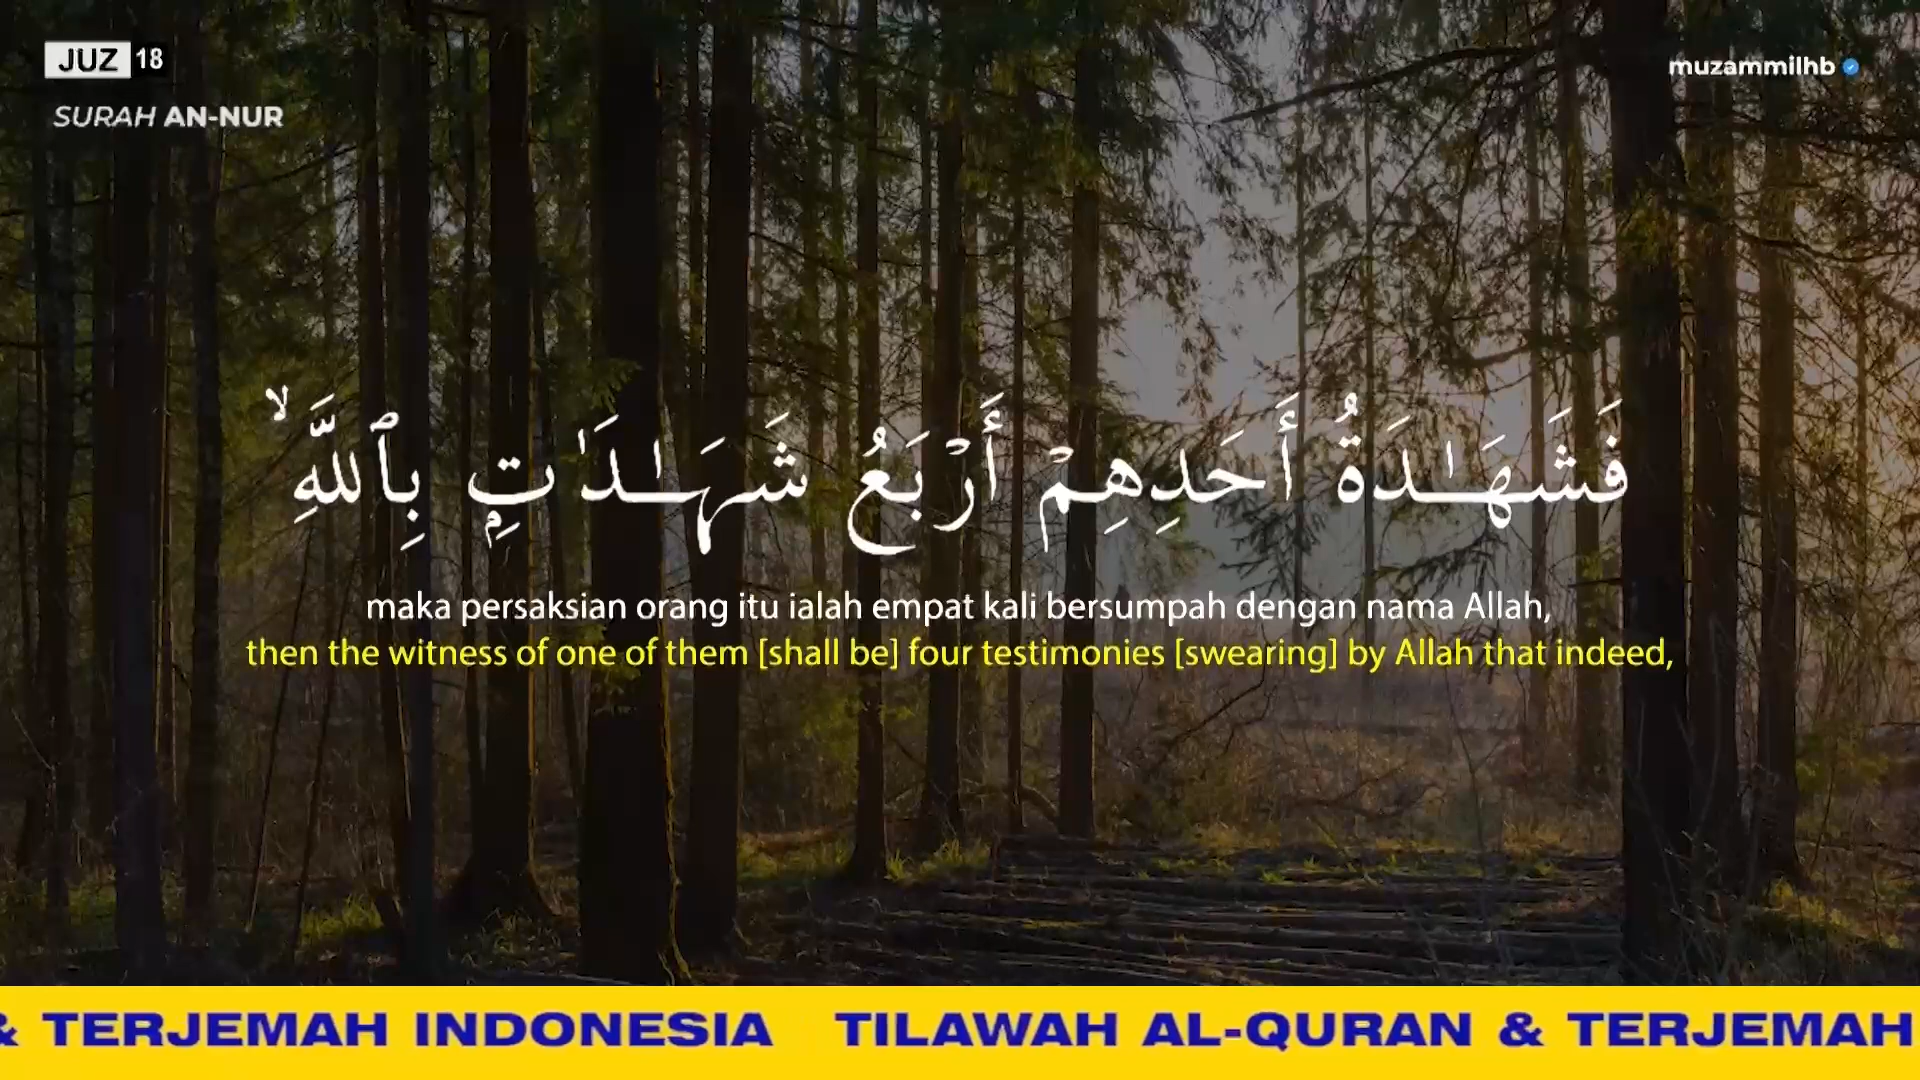 JUZ 18
SURAH AN-NUR
muzammilhb
فَشَهَـٰدَةُ أَحَدِهِمْ أَرْبَعُ شَهَـٰدَٰتٍۭ بِٱللَّهِ ۙ
maka persaksian orang itu ialah empat kali bersumpah dengan nama Allah,
then the witness of one of them [shall be] four testimonies [swearing] by Allah that indeed,
& TERJEMAH INDONESIA TILAWAH AL-QURAN & TERJEMAH